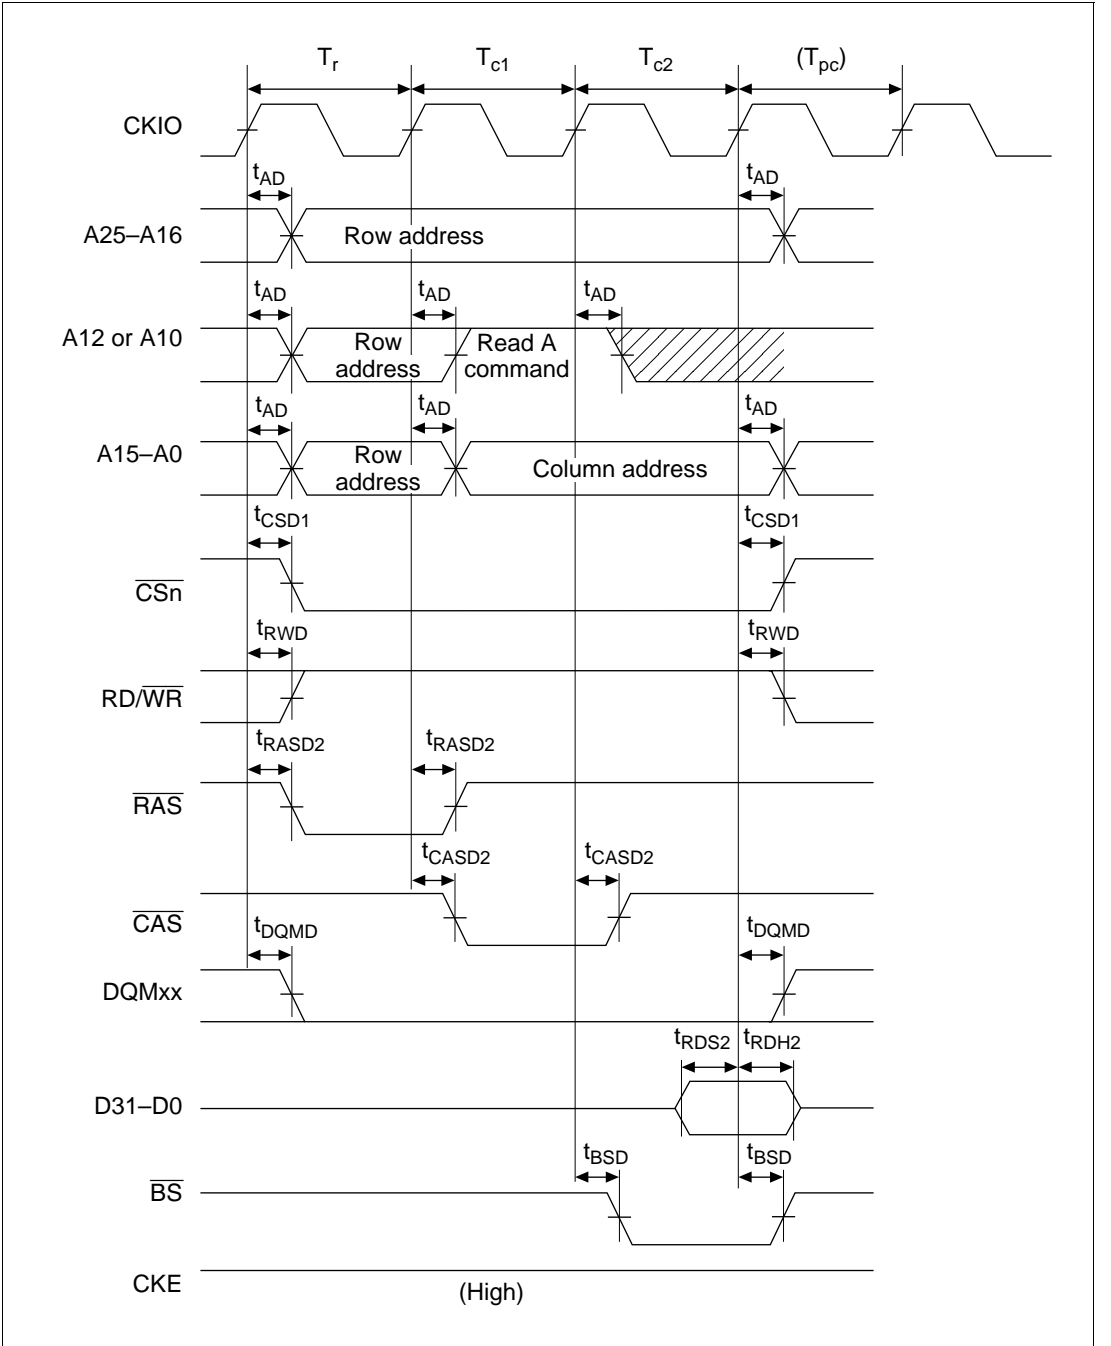 Tr Tc1 Tc2 (Tpc)
CKIO
tAD tAD
A25–A16 Row address
tAD tAD tAD
A12 or A10 Row address Read A command
tAD tAD tAD
A15–A0 Row address Column address
tCSD1 tCSD1
CSn
tRWD tRWD
RD/WR
tRASD2 tRASD2
RAS
tCASD2 tCASD2
CAS
tDQMD tDQMD
DQMxx
tRDS2 tRDH2
D31–D0
tBSD tBSD
BS
CKE (High)